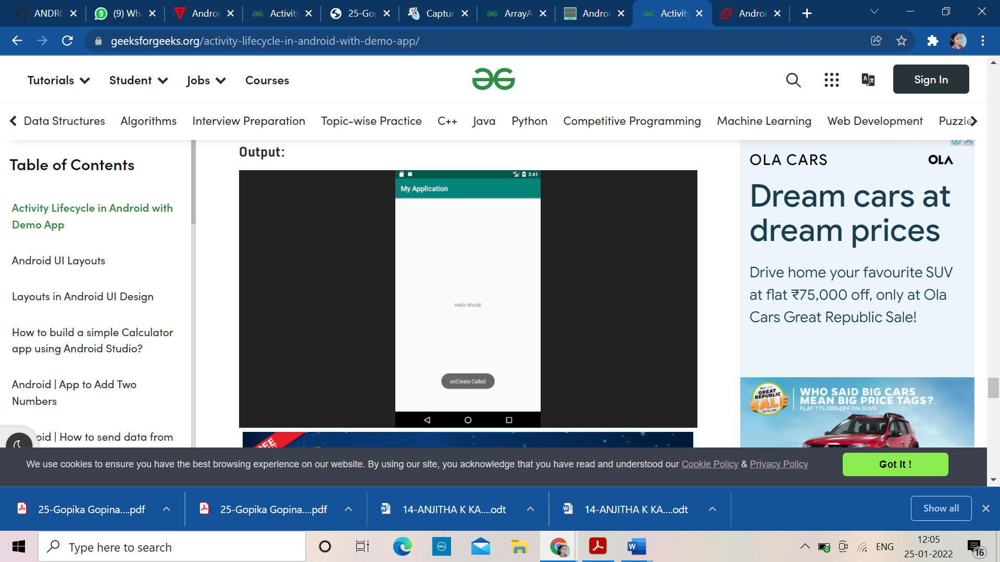 ANDRO
(9) Wh
Androi
Activity
25-Gop
Captur
ArrayA
Androi
Activity
Androi
geeksforgeeks.org/activity-lifecycle-in-android-with-demo-app/
Tutorials
Student
Jobs
Courses
Sign In
Data Structures
Algorithms
Interview Preparation
Topic-wise Practice
C++
Java
Python
Competitive Programming
Machine Learning
Web Development
Puzzle
Table of Contents
Activity Lifecycle in Android with
Demo App
Android UI Layouts
Layouts in Android UI Design
How to build a simple Calculator
app using Android Studio?
Android | App to Add Two
Numbers
oid | How to send data from
Output:
3:41
My Application
Hello World!
onCreate Called
OLA CARS
OLA
Dream cars at
dream prices
Drive home your favourite SUV
at flat ₹75,000 off, only at Ola
Cars Great Republic Sale!
OLA CARS
GREAT
REPUBLIC
SALE
WHO SAID BIG CARS
MEAN BIG PRICE TAGS?
FLAT ₹75,000 OFF ON SUVS
We use cookies to ensure you have the best browsing experience on our website. By using our site, you acknowledge that you have read and understood our Cookie Policy & Privacy Policy
Got It !
25-Gopika Gopina....pdf
25-Gopika Gopina....pdf
14-ANJITHA K KA....odt
14-ANJITHA K KA....odt
Show all
Type here to search
DELL
ENG
12:05
25-01-2022
16